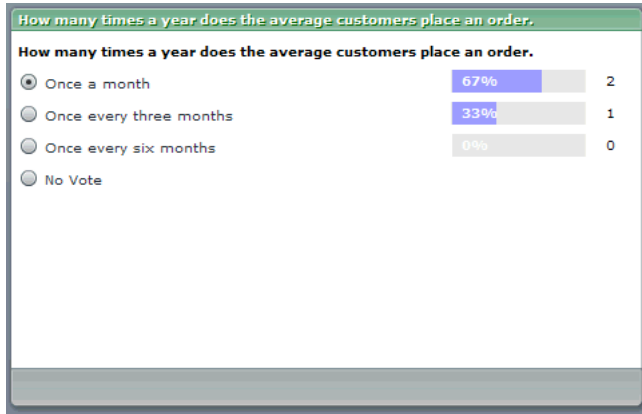 How many times a year does the average customers place an order.
How many times a year does the average customers place an order.
Once a month 67% 2
Once every three months 33% 1
Once every six months 0% 0
No Vote